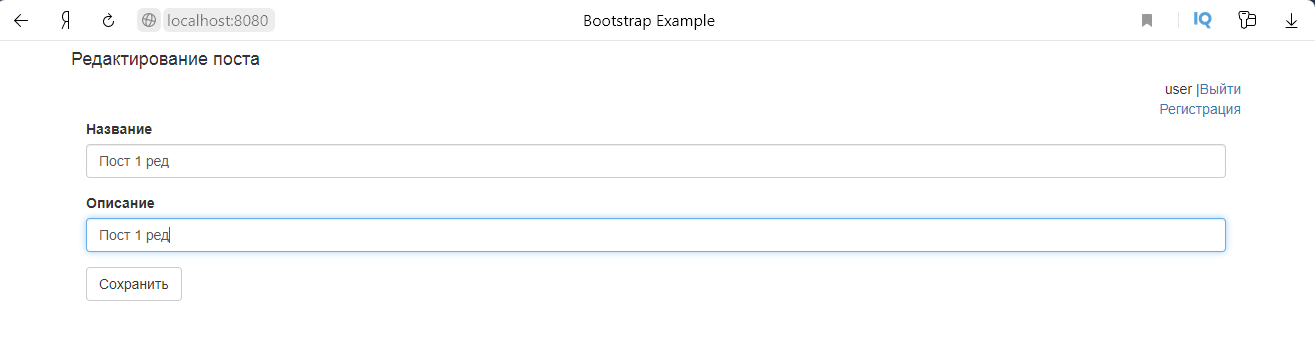 Я localhost:8080 Bootstrap Example IQ
Редактирование поста
user |Выйти
Регистрация
Название
Пост 1 ред
Описание
Пост 1 ред
Сохранить